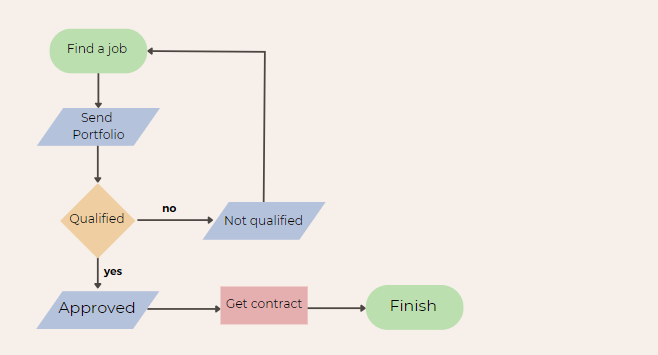 Find a job
Send
Portfolio
Qualified
no
Not qualified
yes
Approved
Get contract
Finish